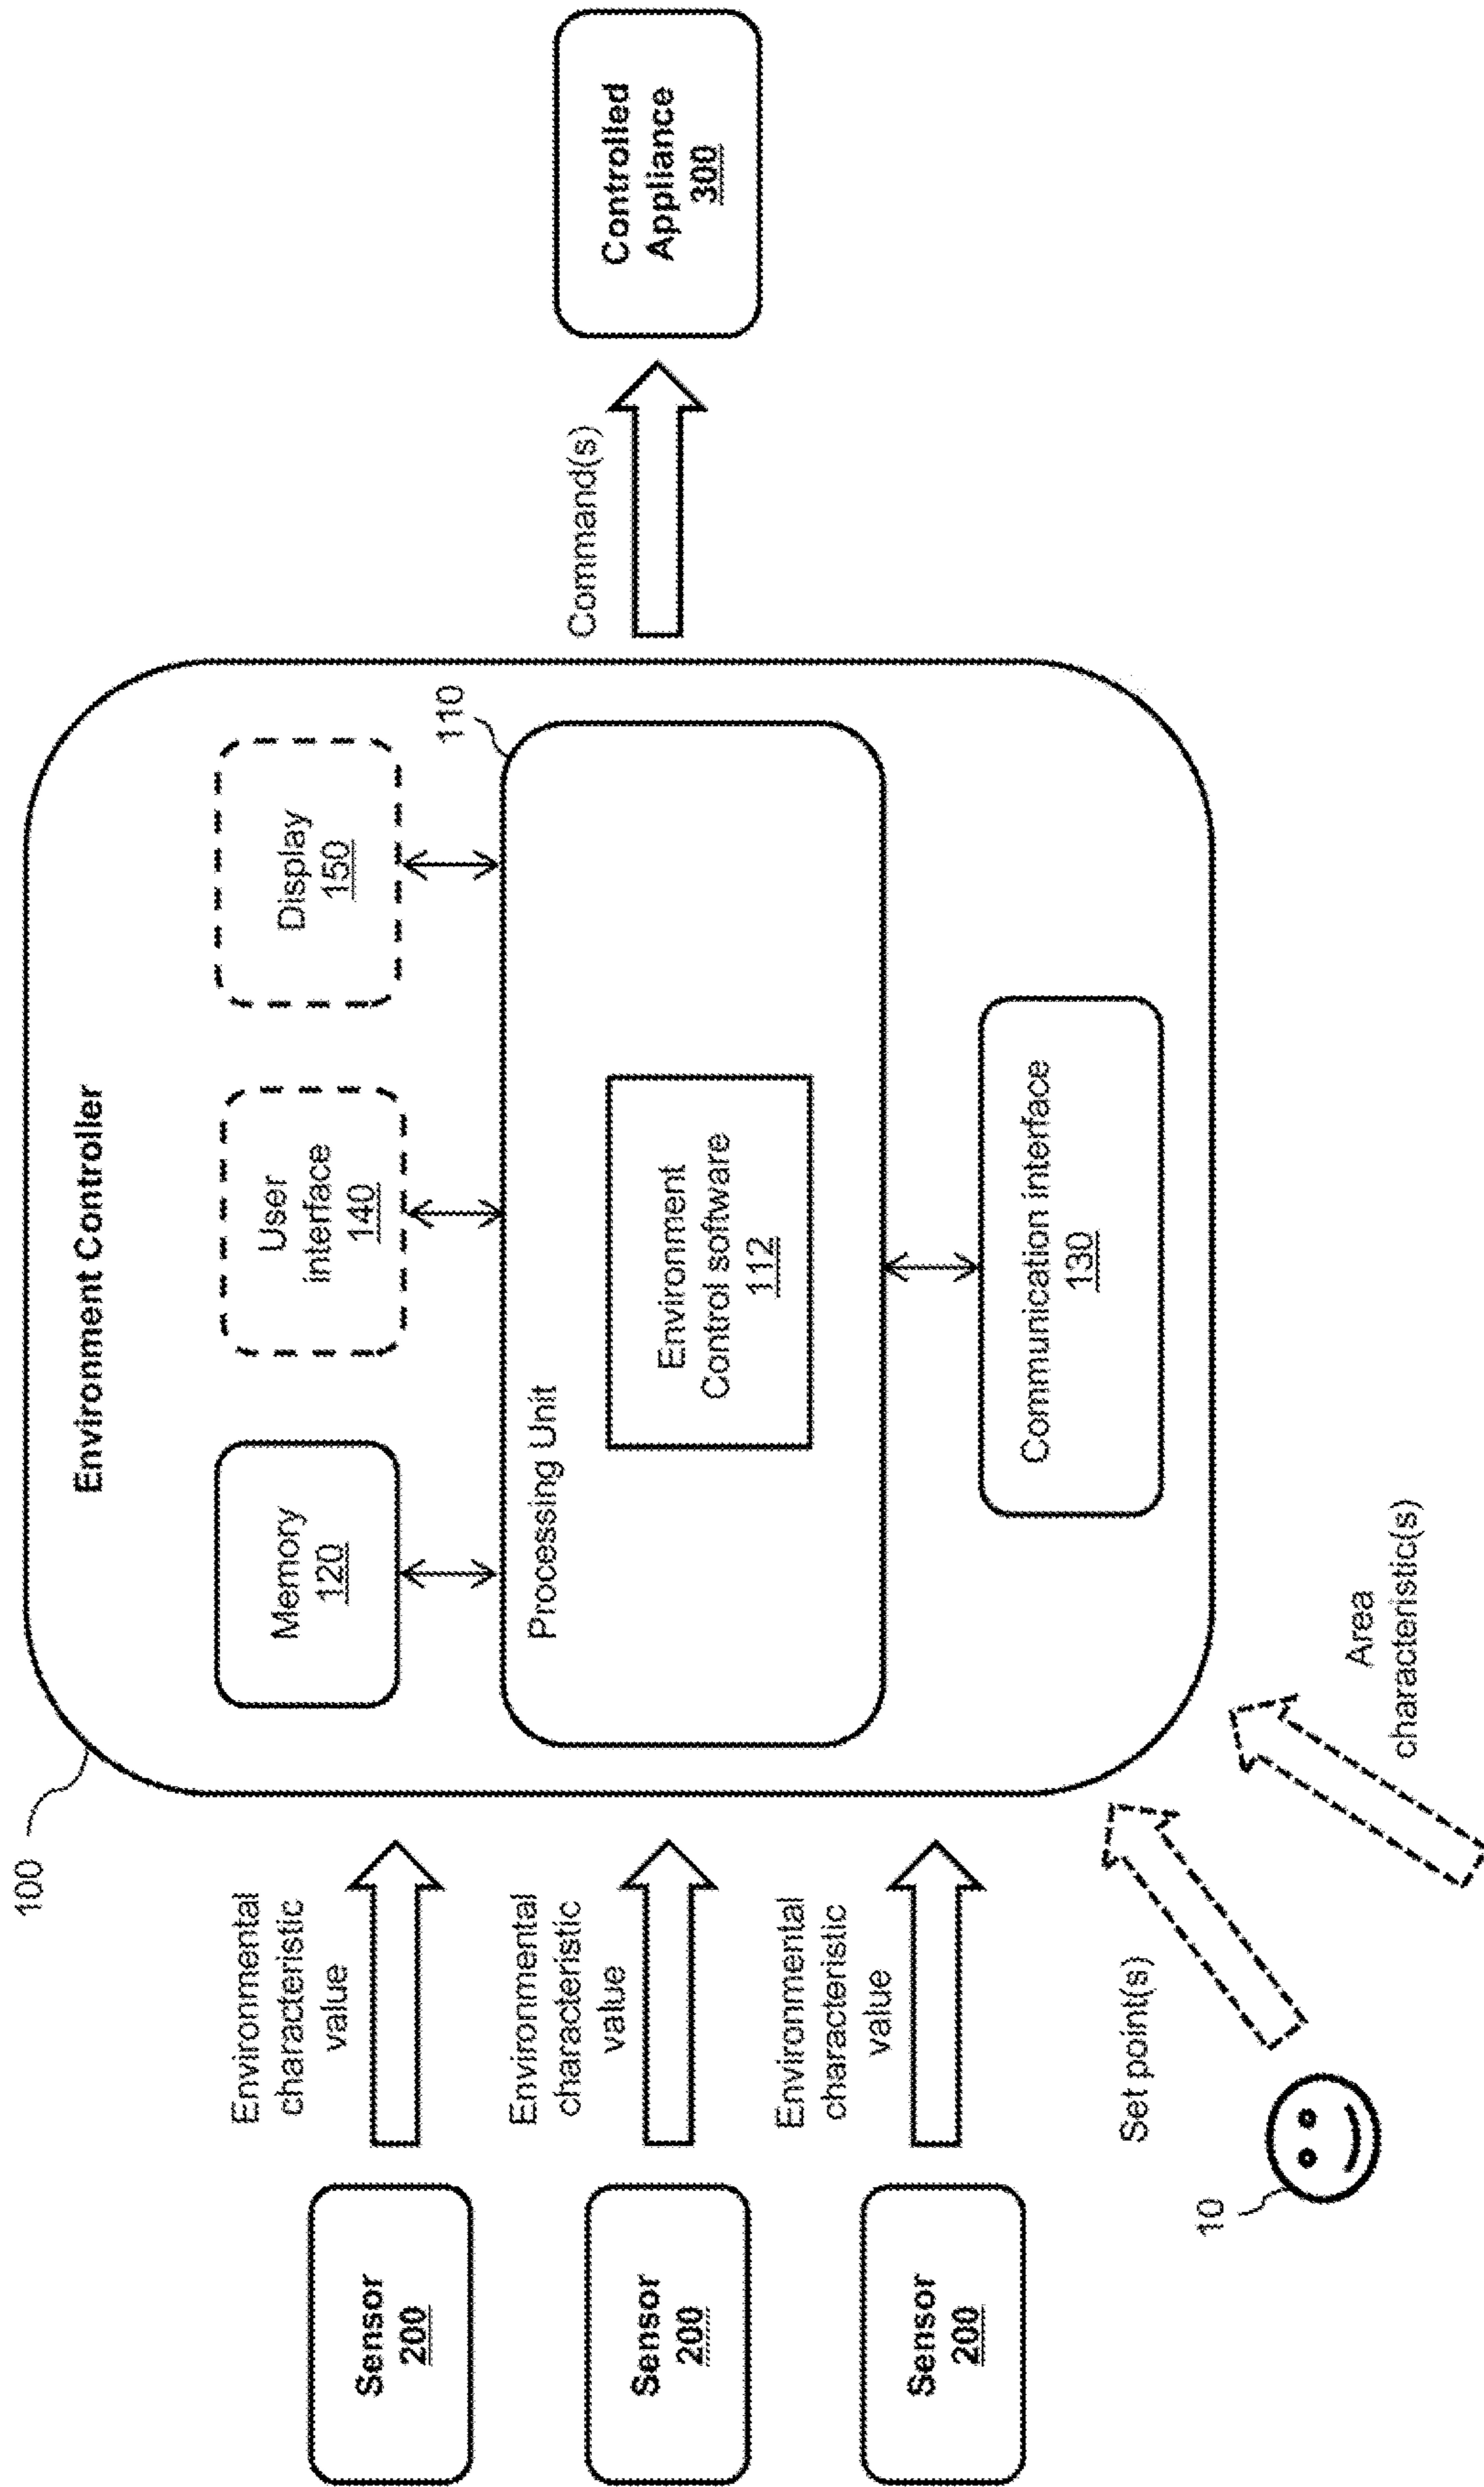 100
Environment Controller
Memory
120
User
interface
140
Display
150
110
Processing Unit
Environment
Control software
112
Communication interface
130
Sensor
200
Environmental
characteristic
value
Sensor
200
Environmental
characteristic
value
Sensor
200
Environmental
characteristic
value
10
Set point(s)
Area
characteristic(s)
Command(s)
Controlled
Appliance
300